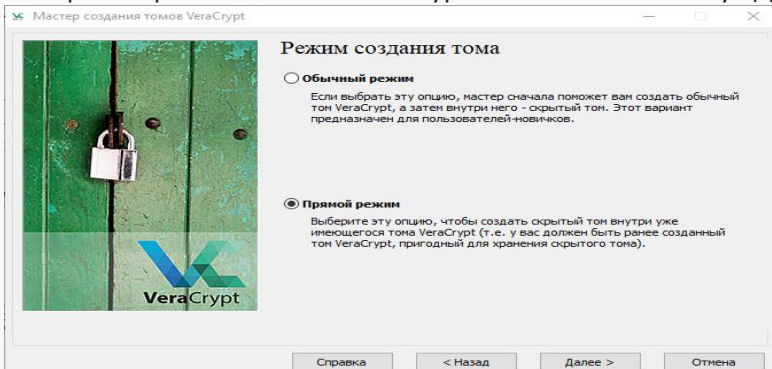 Мастер создания томов VeraCrypt
Режим создания тома
Обычный режим
Если выбрать эту опцию, мастер сначала поможет вам создать обычный
том VeraCrypt, а затем внутри него - скрытый том. Этот вариант
предназначен для пользователей-новичков.
Прямой режим
Выберите эту опцию, чтобы создать скрытый том внутри уже
имеющегося тома VeraCrypt (т.е. у вас должен быть ранее созданный
том VeraCrypt, пригодный для хранения скрытого тома).
VeraCrypt
Справка < Назад Далее > Отмена